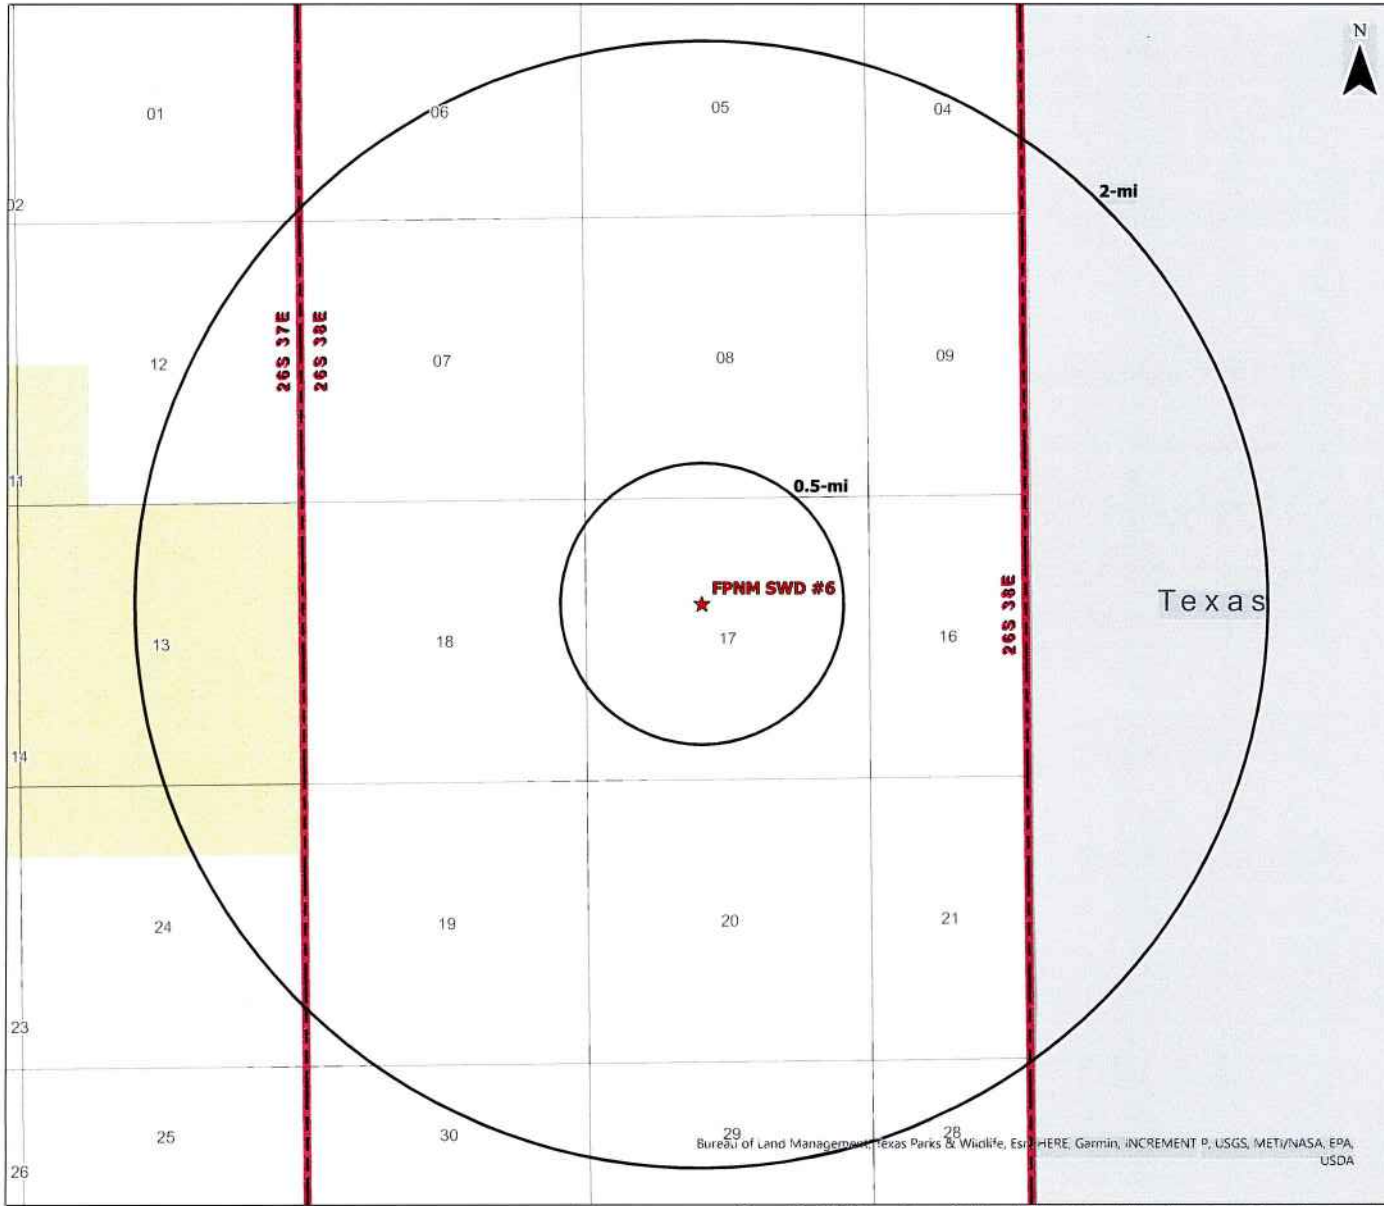 N
01
06
05
04
02
2-mi
26S 37E
26S 38E
12
07
08
09
11
0.5-mi
FPNM SWD #6
Texas
26S 38E
13
18
17
16
14
24
19
20
21
23
25
30
29
28
Bureau of Land Management, Texas Parks & Wildlife, Esri, HERE, Garmin, INCREMENT P, USGS, METI/NASA, EPA,
USDA
26